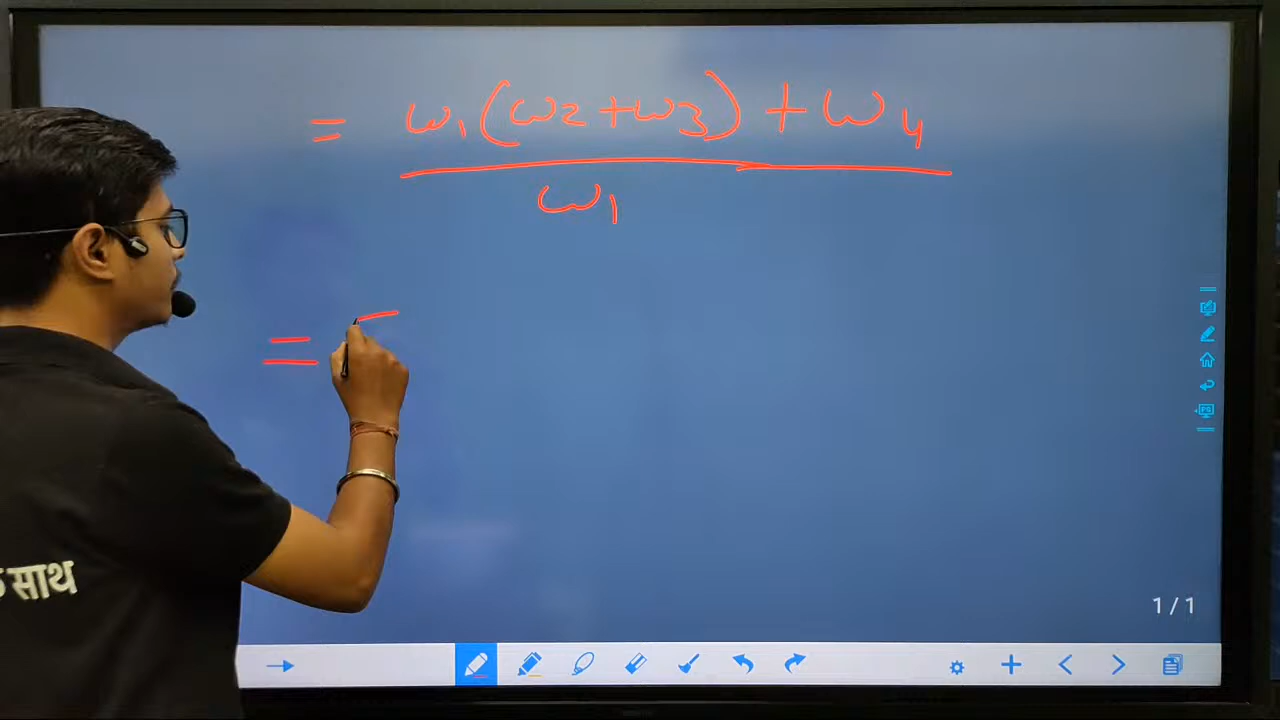 = ω1(ω2+ω3)+ω4
ω1
=
साथ
1/1